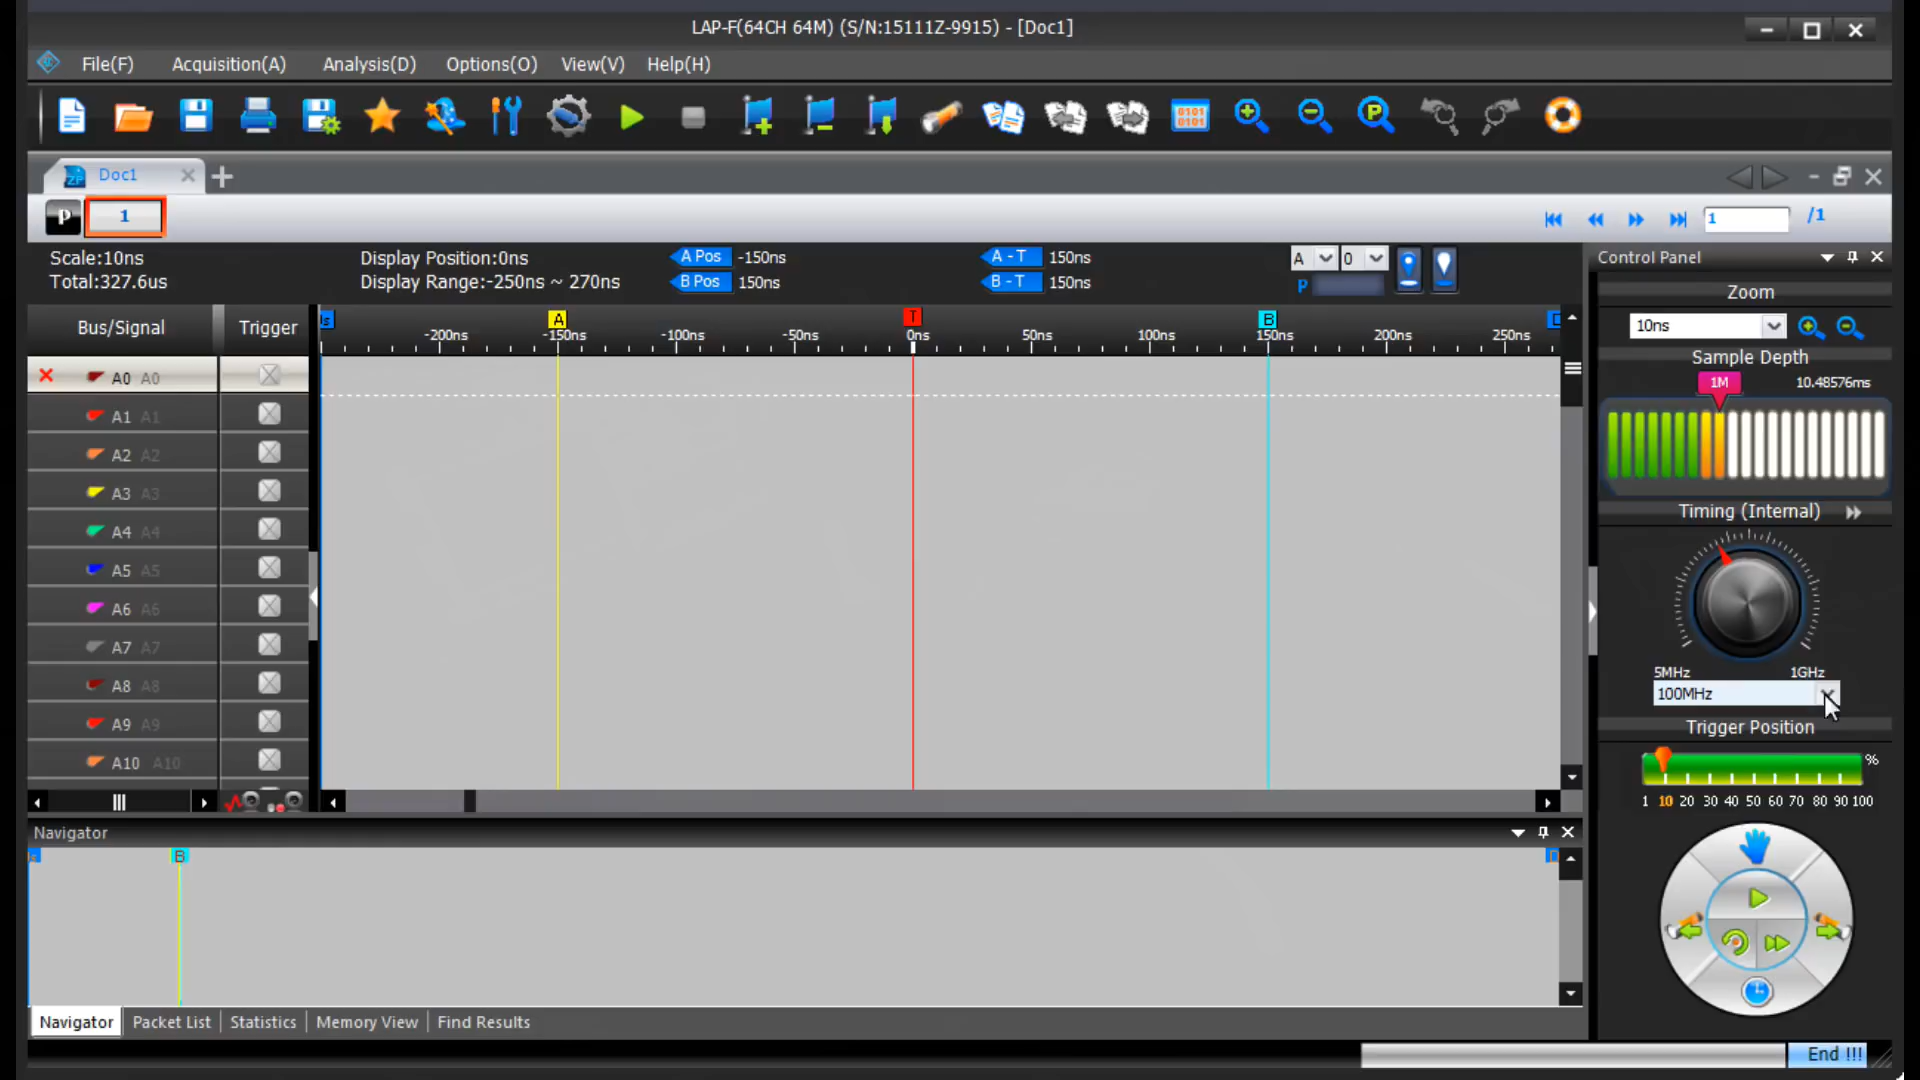 LAP-F(64CH 64M) (S/N:15111Z-9915) - [Doc1]
File(F) Acquisition(A) Analysis(D) Options(O) View(V) Help(H)
P
0101
0101
ZP Doc1
P 1
1 /1
Scale:10ns Display Position:0ns A Pos -150ns A - T 150ns A 0
Total:327.6us Display Range:-250ns ~ 270ns B Pos 150ns B - T 150ns P
Control Panel
Zoom
10ns
Sample Depth
1M 10.48576ms
Timing (Internal)
5MHz 1GHz
100MHz
Trigger Position
%
1 10 20 30 40 50 60 70 80 90 100
Bus/Signal Trigger
A T B
-200ns -150ns -100ns -50ns 0ns 50ns 100ns 150ns 200ns 250ns
A0 A0
A1 A1
A2 A2
A3 A3
A4 A4
A5 A5
A6 A6
A7 A7
A8 A8
A9 A9
A10 A10
Navigator
B
Navigator Packet List Statistics Memory View Find Results
End !!!